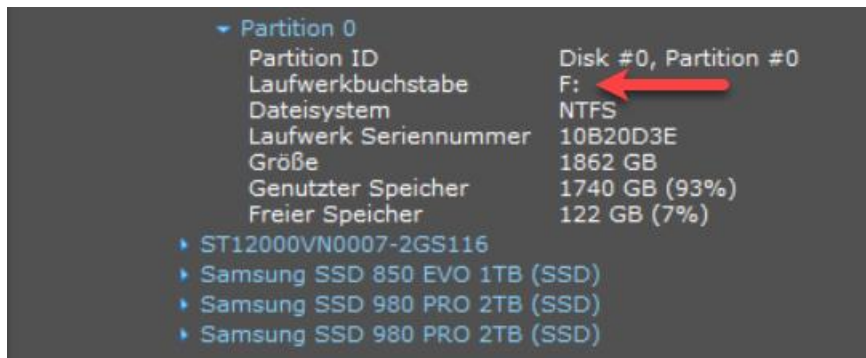 Partition 0
Partition ID Disk #0, Partition #0
Laufwerkbuchstabe F:
Dateisystem NTFS
Laufwerk Seriennummer 10B20D3E
Größe 1862 GB
Genutzter Speicher 1740 GB (93%)
Freier Speicher 122 GB (7%)
ST12000VN0007-2GS116
Samsung SSD 850 EVO 1TB (SSD)
Samsung SSD 980 PRO 2TB (SSD)
Samsung SSD 980 PRO 2TB (SSD)